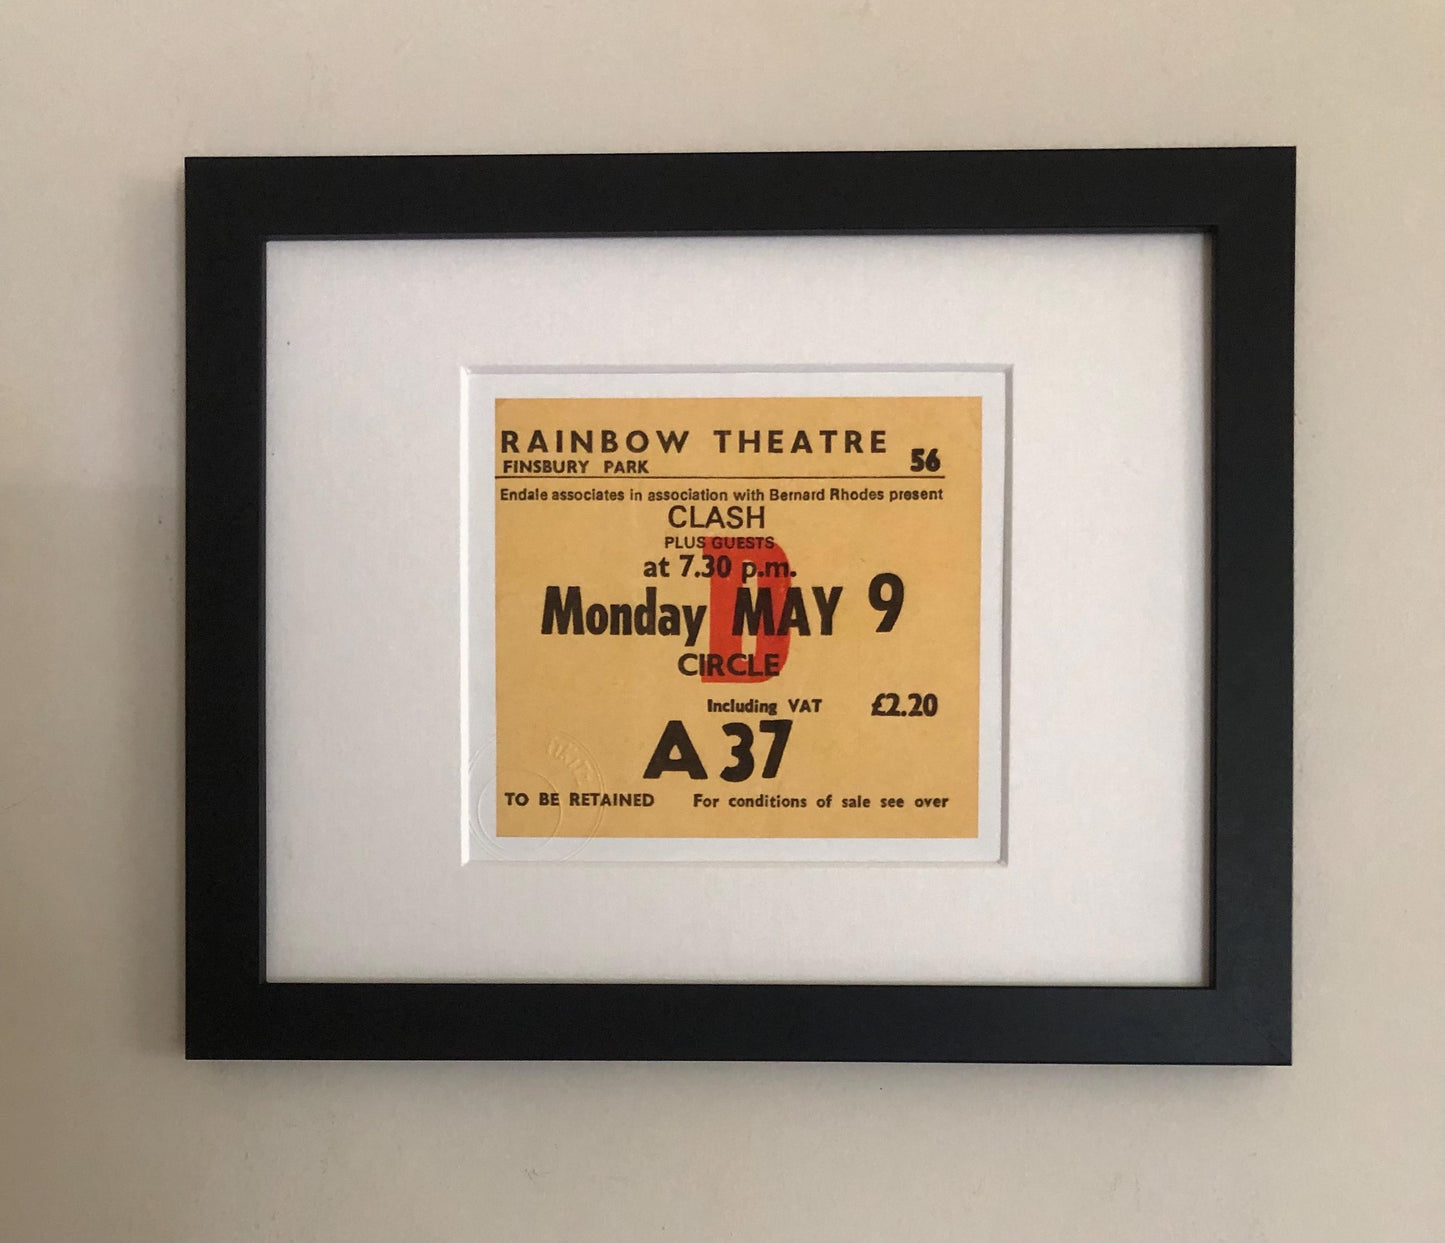 RAINBOW THEATRE
FINSBURY PARK 56
Endale associates in association with Bernard Rhodes present
CLASH
PLUS GUESTS
at 7.30 p.m.
D
Monday MAY 9
CIRCLE
Including VAT £2.20
A 37
TO BE RETAINED For conditions of sale see over